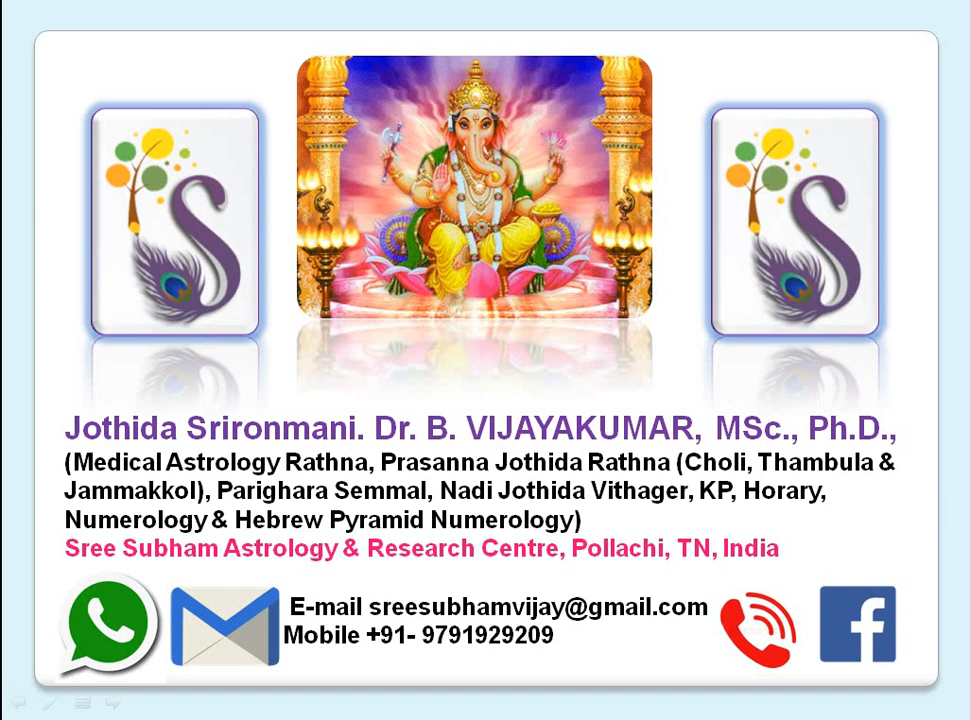 Jothida Srironmani. Dr. B. VIJAYAKUMAR, MSc., Ph.D.,
(Medical Astrology Rathna, Prasanna Jothida Rathna (Choli, Thambula &
Jammakkol), Parighara Semmal, Nadi Jothida Vithager, KP, Horary,
Numerology & Hebrew Pyramid Numerology)
Sree Subham Astrology & Research Centre, Pollachi, TN, India
E-mail sreesubhamvijay@gmail.com
Mobile +91- 9791929209